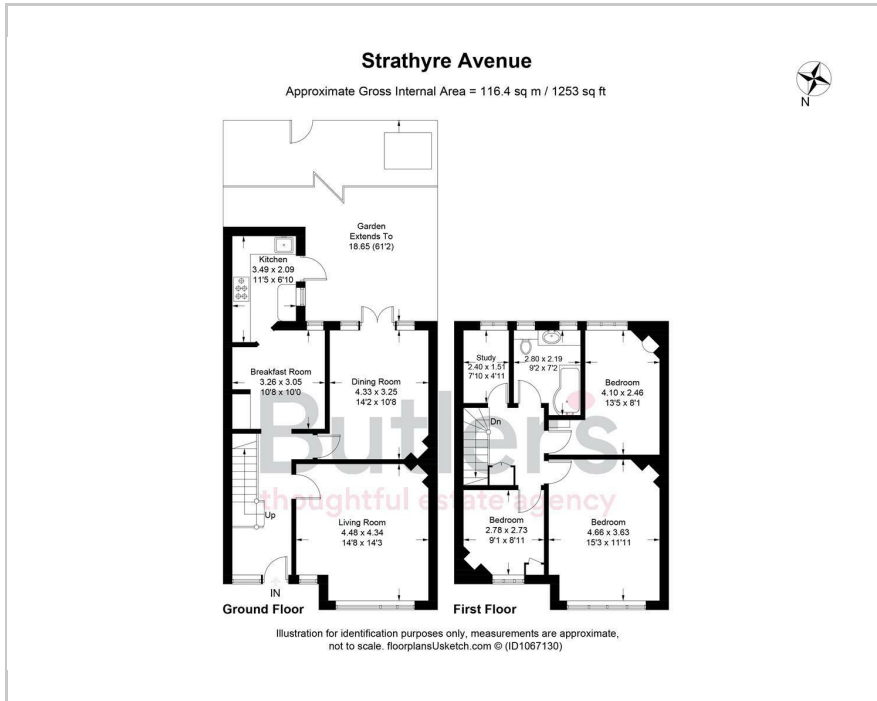 Strathyre Avenue
Approximate Gross Internal Area = 116.4 sq m / 1253 sq ft
N
Garden
Extends To
18.65 (61'2)
Kitchen
3.49 x 2.09
11'5 x 6'10
Breakfast Room
3.26 x 3.05
10'8 x 10'0
Dining Room
4.33 x 3.25
14'2 x 10'8
Living Room
4.48 x 4.34
14'8 x 14'3
Up
IN
Ground Floor
Study
2.40 x 1.51
7'10 x 4'11
2.80 x 2.19
9'2 x 7'2
Bedroom
4.10 x 2.46
13'5 x 8'1
Dn
Bedroom
2.78 x 2.73
9'1 x 8'11
Bedroom
4.66 x 3.63
15'3 x 11'11
First Floor
Butler's
thoughtful estate agency
Illustration for identification purposes only, measurements are approximate,
not to scale. floorplansUsketch.com © (ID1067130)